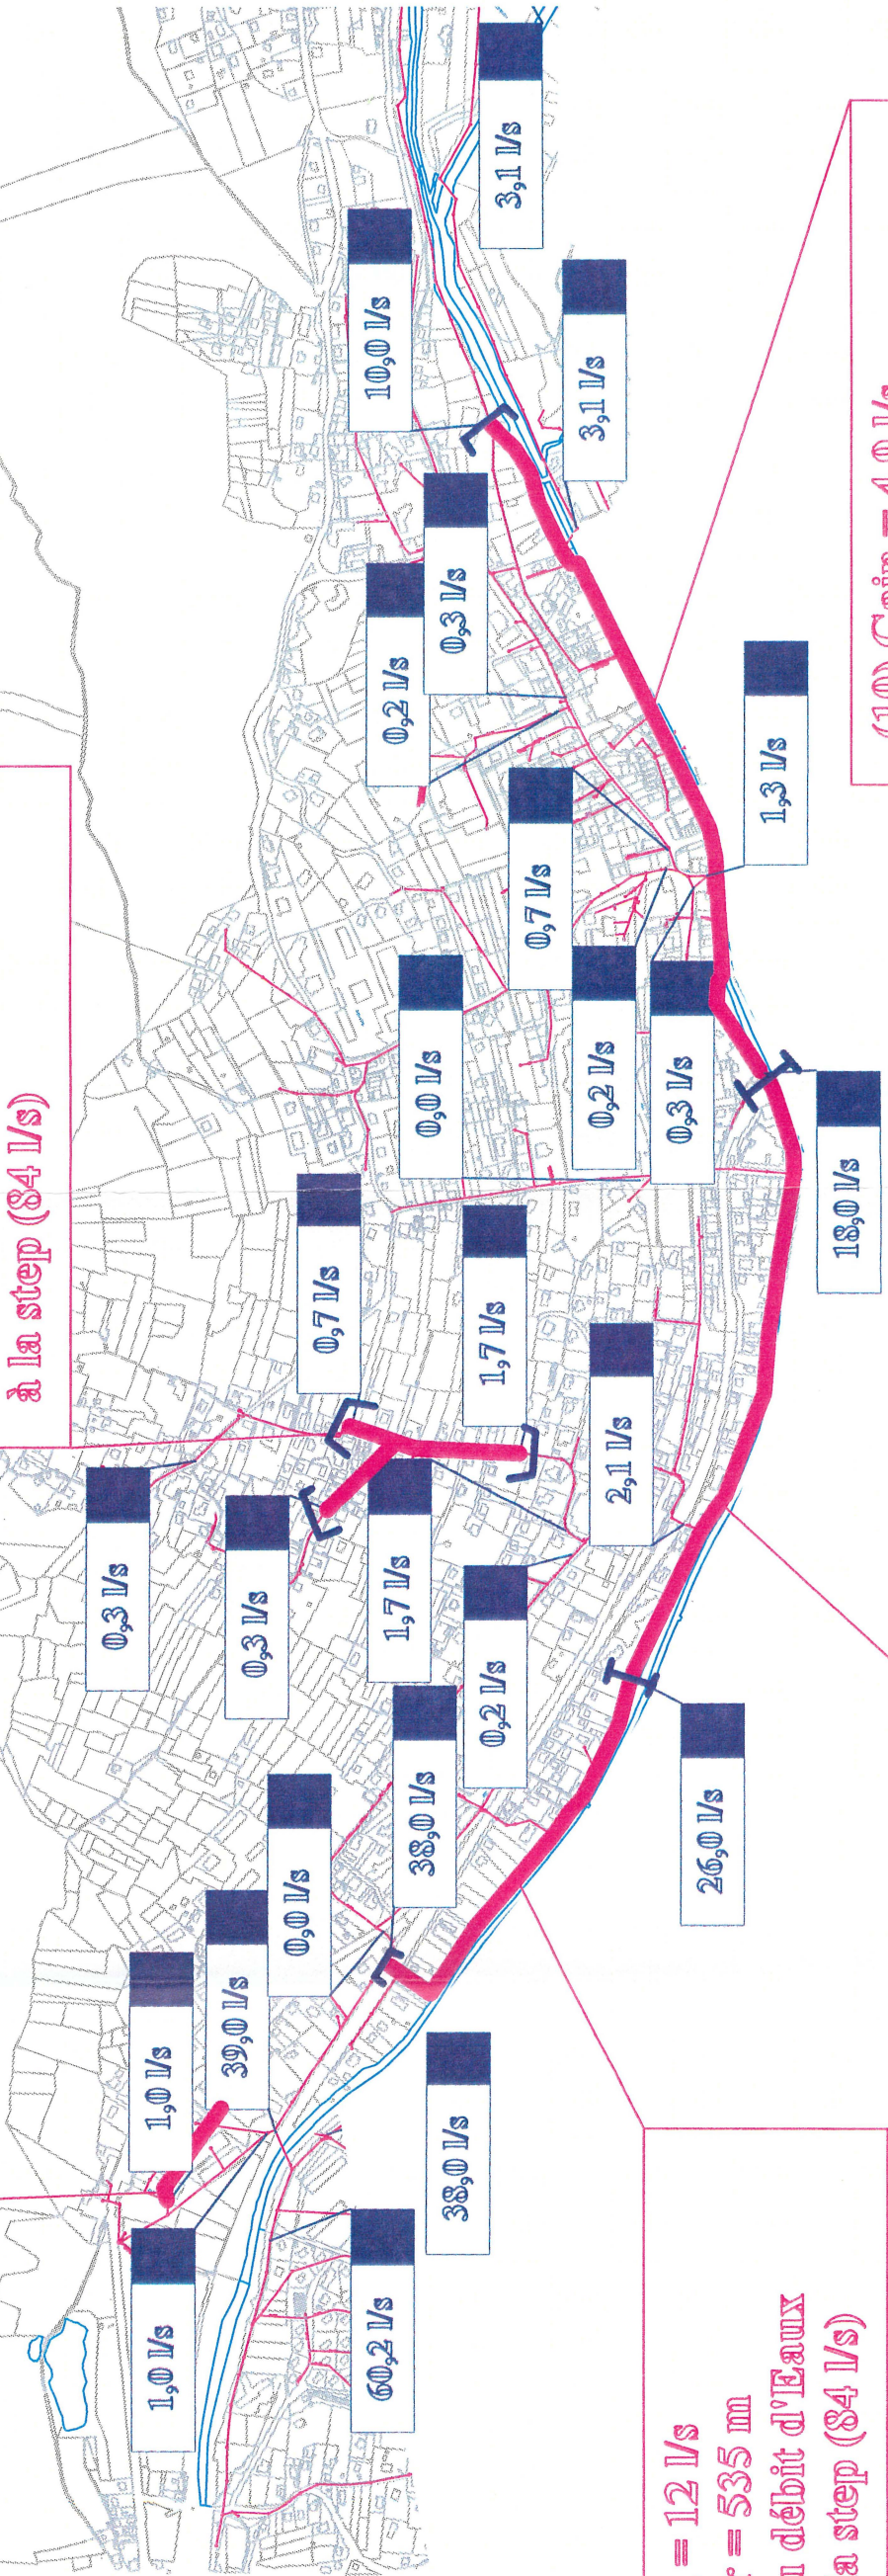 à la step (84 l/s)
0,3 l/s
1,0 l/s
1,0 l/s
39,0 l/s
0,3 l/s
0,0 l/s
0,7 l/s
60,2 l/s
10,0 l/s
38,0 l/s
1,7 l/s
0,2 l/s
0,0 l/s
38,0 l/s
0,3 l/s
0,2 l/s
1,7 l/s
3,1 l/s
0,7 l/s
3,1 l/s
2,1 l/s
0,2 l/s
0,3 l/s
26,0 l/s
1,3 l/s
18,0 l/s
= 12 l/s
= 535 m
débit d'Eaux
a step (84 l/s)